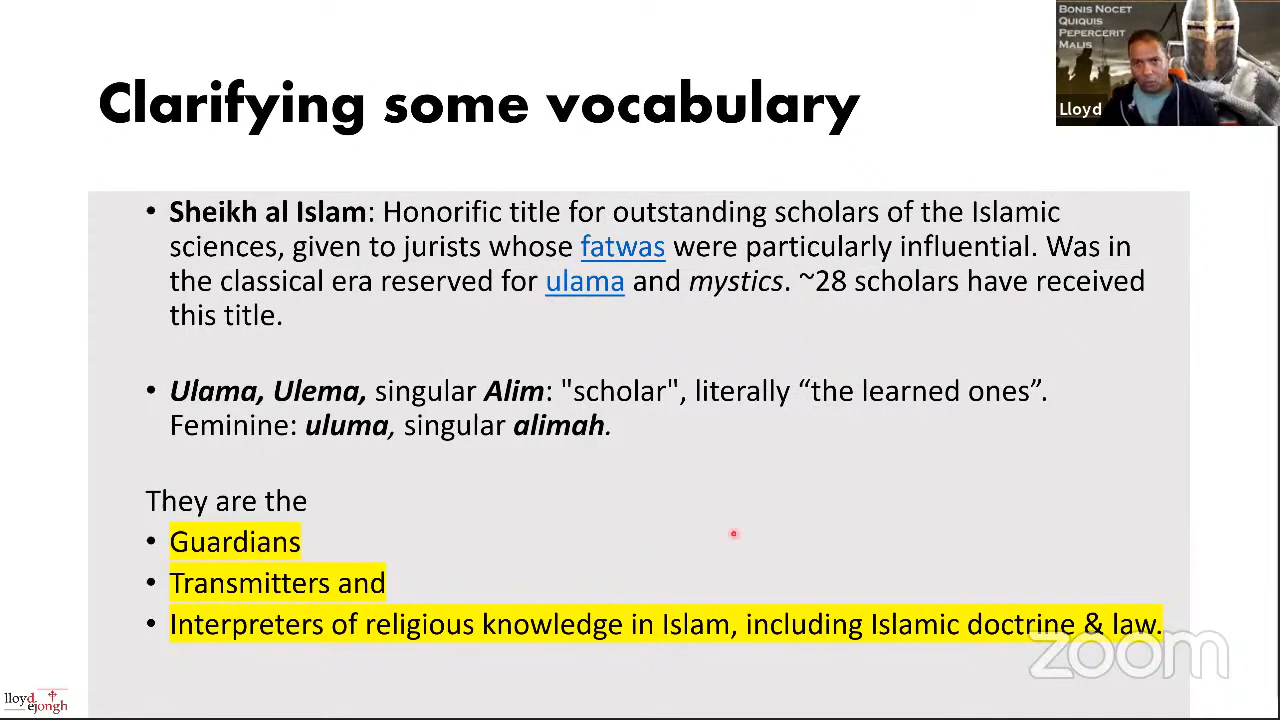 BONIS NOCET
QUIQUIS
PEPERCERIT
MALIS
Lloyd
Clarifying some vocabulary
• Sheikh al Islam: Honorific title for outstanding scholars of the Islamic
sciences, given to jurists whose fatwas were particularly influential. Was in
the classical era reserved for ulama and mystics. ~28 scholars have received
this title.
• Ulama, Ulema, singular Alim: "scholar", literally “the learned ones”.
Feminine: uluma, singular alimah.
They are the
• Guardians
• Transmitters and
• Interpreters of religious knowledge in Islam, including Islamic doctrine & law.
zoom
lloyd
ejongh